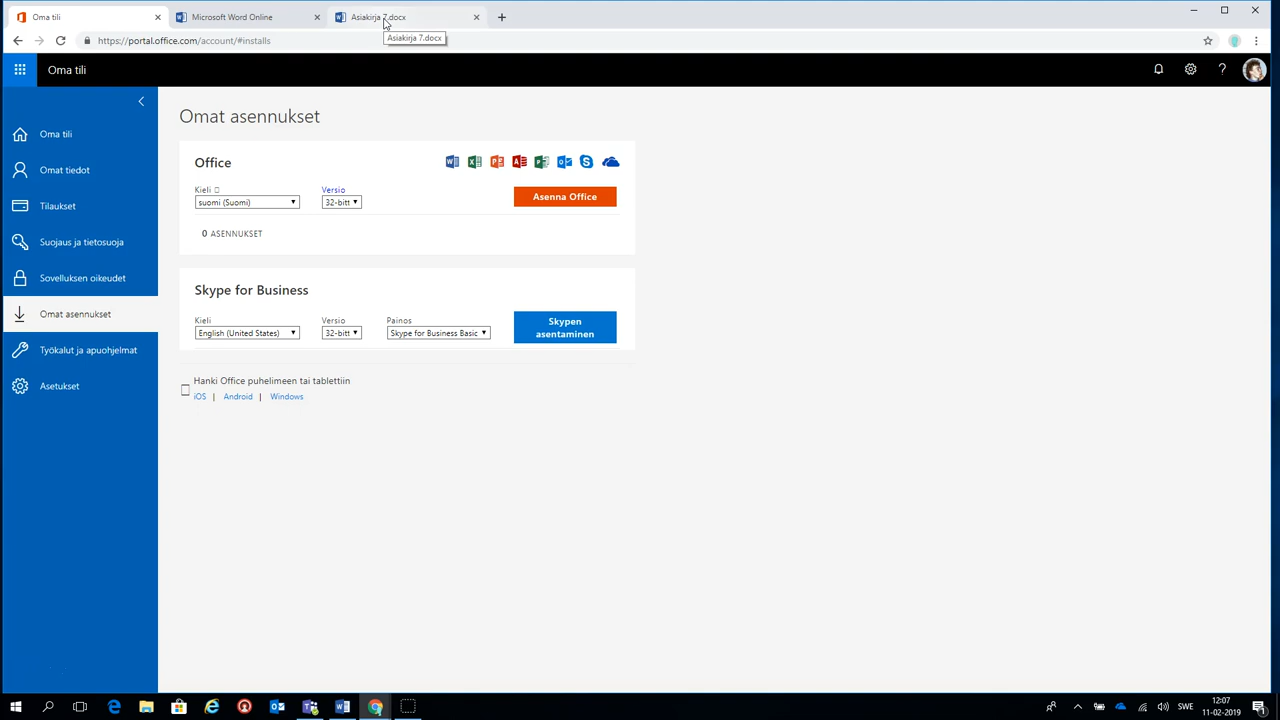 Oma tili
Microsoft Word Online
Asiakirja 7.docx
https://portal.office.com/account/#installs
Asiakirja 7.docx
Oma tili
Oma tili
Omat tiedot
Tilaukset
Suojaus ja tietosuoja
Sovelluksen oikeudet
Omat asennukset
Työkalut ja apuohjelmat
Asetukset
Omat asennukset
Office
Kieli
Versio
suomi (Suomi)
32-bitt
Asenna Office
0 ASENNUKSET
Skype for Business
Kieli
Versio
Painos
English (United States)
32-bitt
Skype for Business Basic
Skypen
asentaminen
Hanki Office puhelimeen tai tablettiin
iOS | Android | Windows
SWE
12:07
11-02-2019